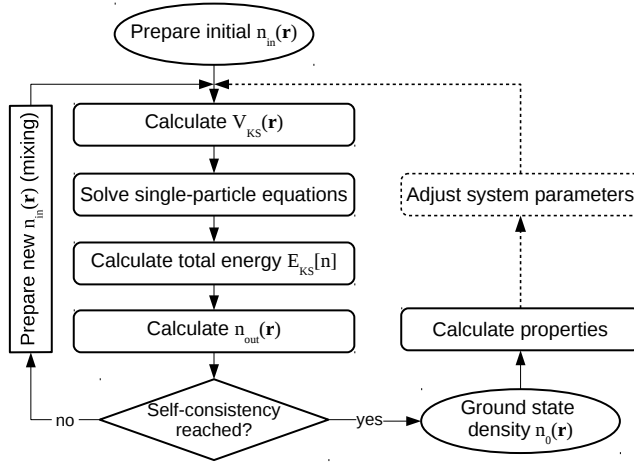 Prepare initial n_in(r)
Calculate V_KS(r)
Solve single-particle equations
Calculate total energy E_KS[n]
Calculate n_out(r)
Self-consistency
reached?
no
yes
Prepare new n_in(r) (mixing)
Ground state
density n_0(r)
Calculate properties
Adjust system parameters